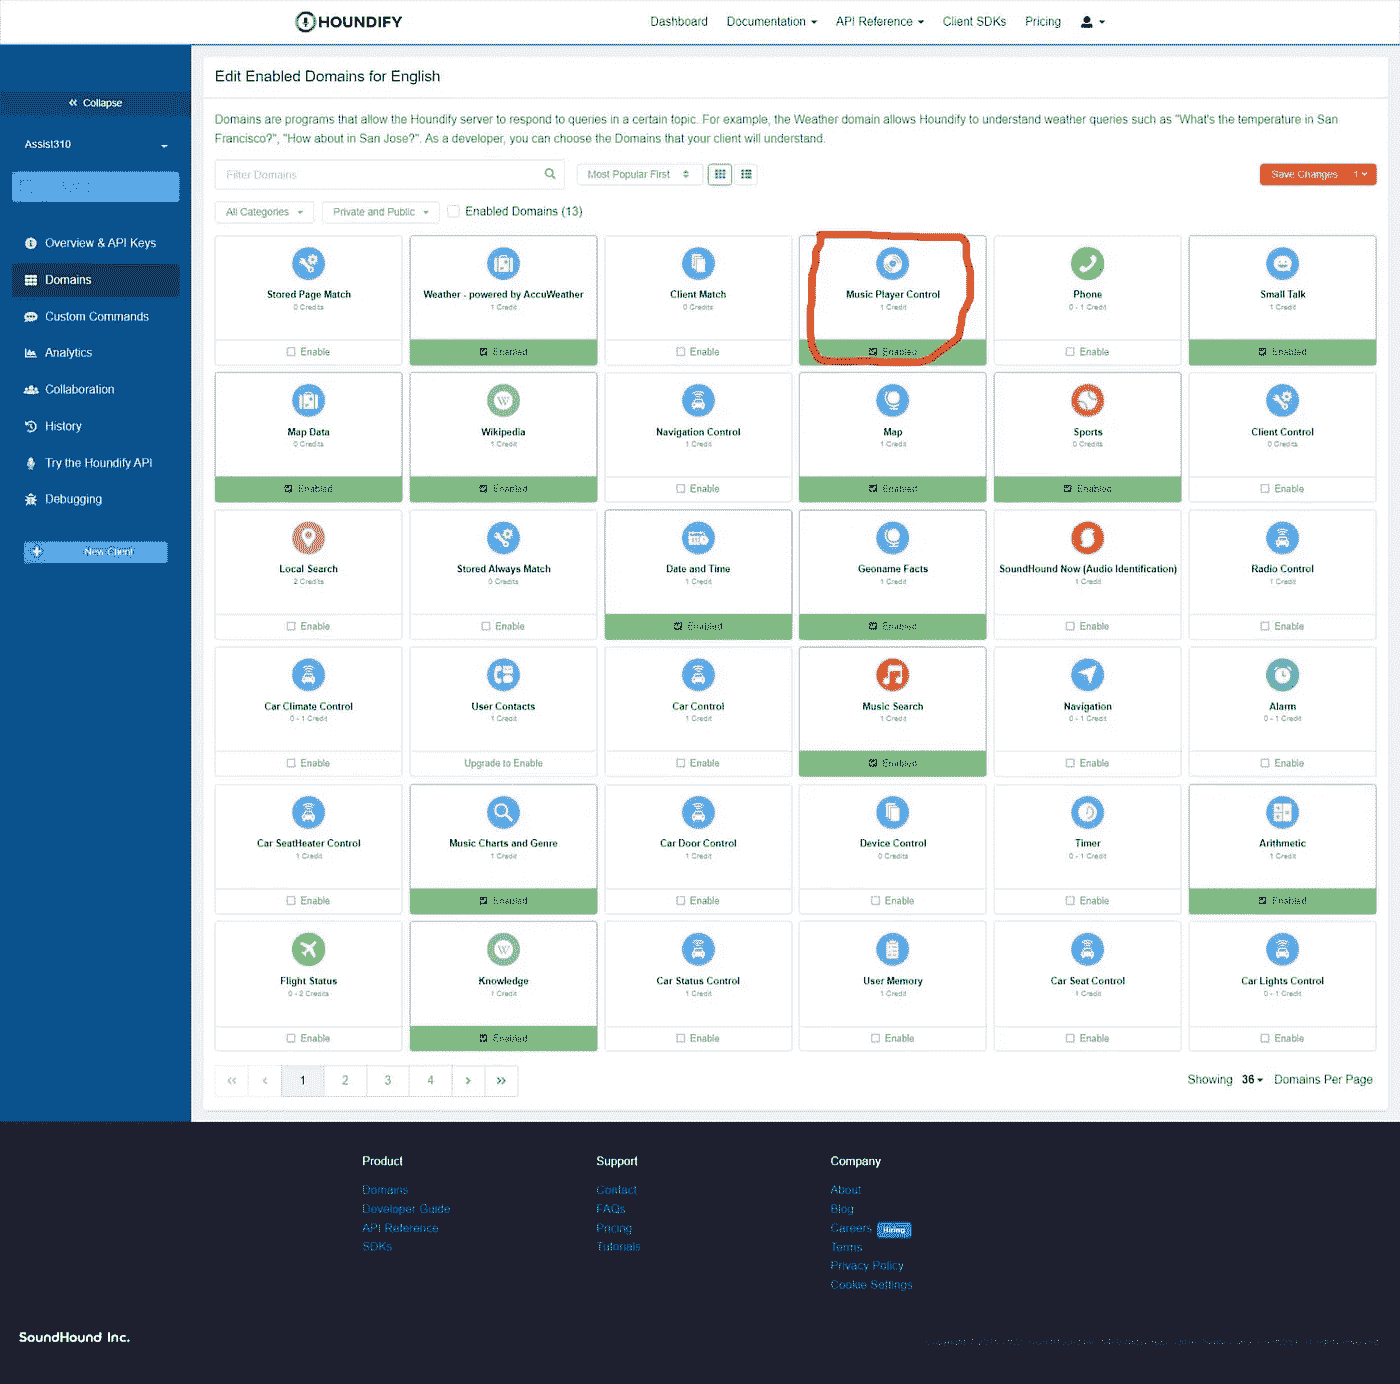 HOUNDIFY
Dashboard Documentation API Reference Client SDKs Pricing
Collapse
Assist310
Overview & API Keys
Domains
Custom Commands
Analytics
Collaboration
History
Try the Houndify API
Debugging
New Client
Edit Enabled Domains for English
Domains are programs that allow the Houndify server to respond to queries in a certain topic. For example, the Weather domain allows Houndify to understand weather queries such as "What's the temperature in San
Francisco?", "How about in San Jose?". As a developer, you can choose the Domains that your client will understand.
Filter Domains Most Popular First Save Changes 1
All Categories Private and Public Enabled Domains (13)
Stored Page Match Weather - powered by AccuWeather Client Match Music Player Control Phone Small Talk
0 Credits 1 Credit 0 Credits 1 Credit 0 - 1 Credit 1 Credit
Enable Enabled Enable Enabled Enable Enabled
Map Data Wikipedia Navigation Control Map Sports Client Control
0 Credits 1 Credit 1 Credit 1 Credit 0 Credits 0 Credits
Enabled Enabled Enable Enabled Enabled Enable
Local Search Stored Always Match Date and Time Geoname Facts SoundHound Now (Audio Identification) Radio Control
2 Credits 0 Credits 1 Credit 1 Credit 1 Credit 1 Credit
Enable Enable Enabled Enabled Enable Enable
Car Climate Control User Contacts Car Control Music Search Navigation Alarm
0 - 1 Credit 1 Credit 1 Credit 1 Credit 0 - 1 Credit 0 - 1 Credit
Enable Upgrade to Enable Enable Enabled Enable Enable
Car SeatHeater Control Music Charts and Genre Car Door Control Device Control Timer Arithmetic
1 Credit 1 Credit 1 Credit 0 Credits 0 - 1 Credit 1 Credit
Enable Enabled Enable Enable Enable Enabled
Flight Status Knowledge Car Status Control User Memory Car Seat Control Car Lights Control
0 - 2 Credits 1 Credit 1 Credit 1 Credit 1 Credit 0 - 1 Credit
Enable Enabled Enable Enable Enable Enable
« ‹ 1 2 3 4 › » Showing 36 Domains Per Page
Product
Domains
Developer Guide
API Reference
SDKs
Support
Contact
FAQs
Pricing
Tutorials
Company
About
Blog
Careers Hiring
Terms
Privacy Policy
Cookie Settings
SoundHound Inc.